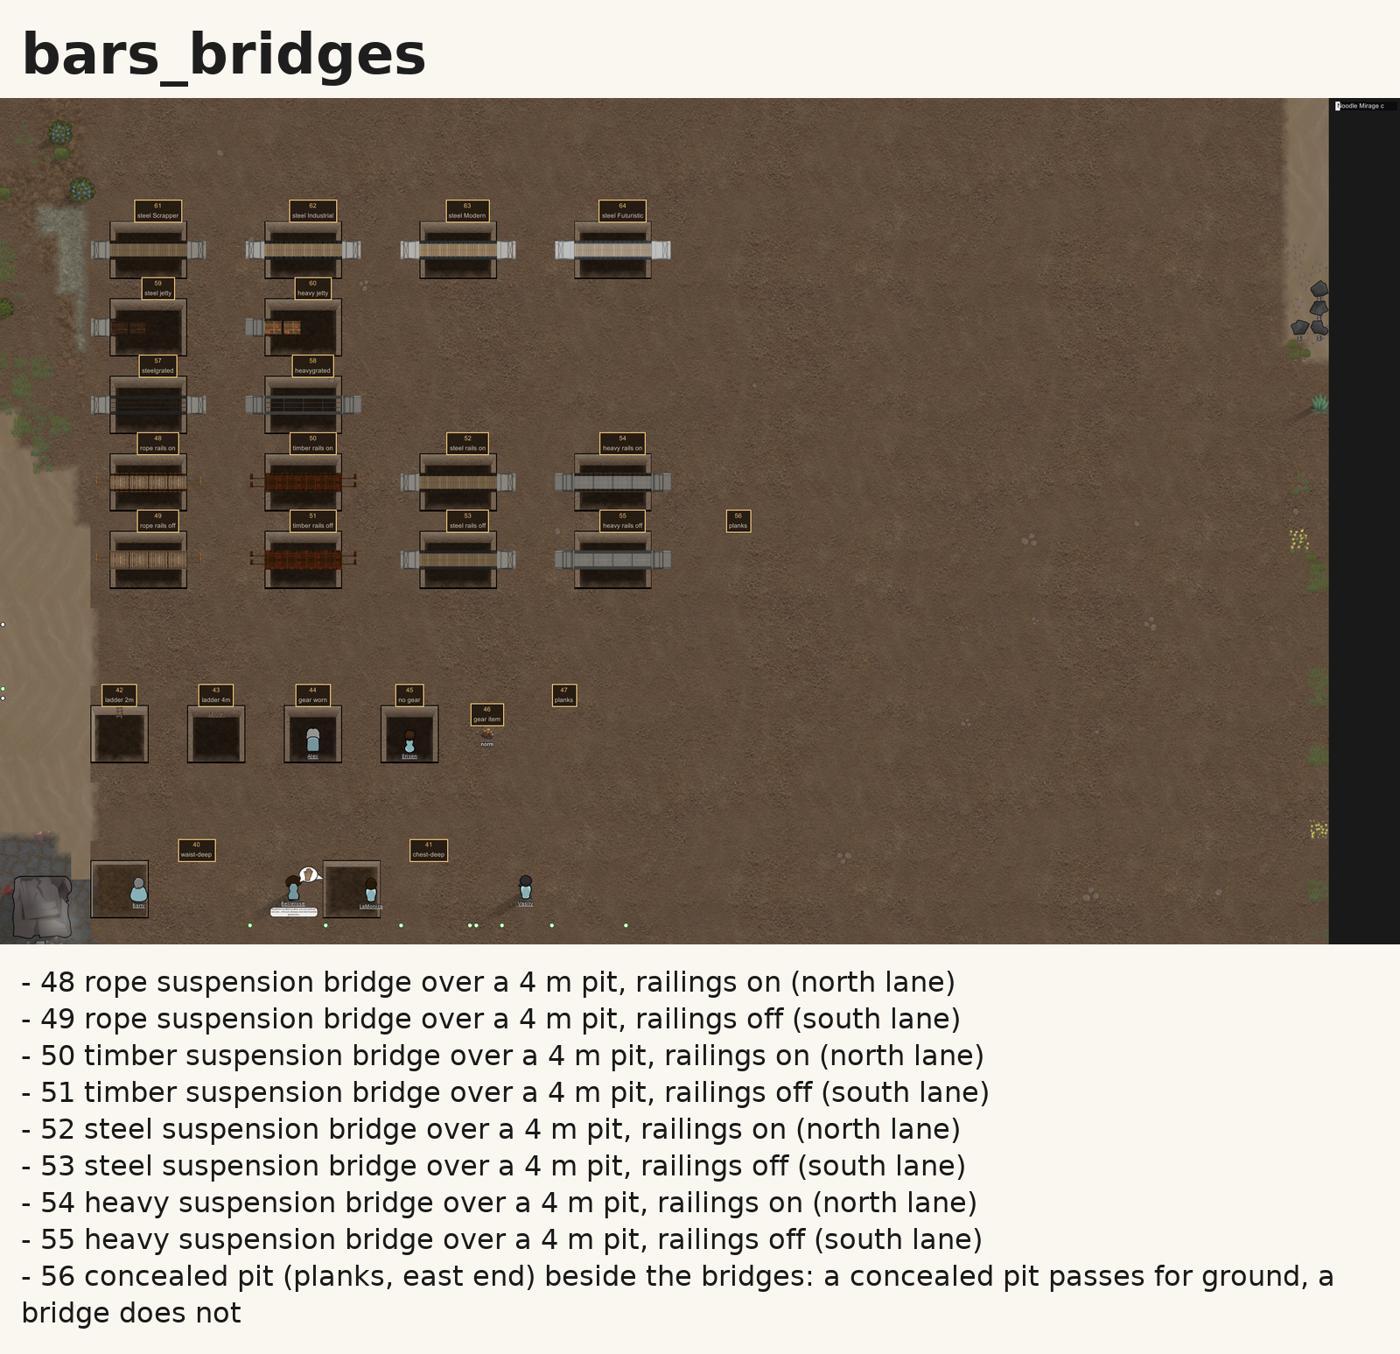 bars_bridges
oodle Mirage c
61
steel Scrapper
62
steel Industrial
63
steel Modern
64
steel Futuristic
59
steel jetty
60
heavy jetty
57
steelgrated
58
heavygrated
48
rope rails on
50
timber rails on
52
steel rails on
54
heavy rails on
49
rope rails off
51
timber rails off
53
steel rails off
55
heavy rails off
56
planks
42
ladder 2m
43
ladder 4m
44
gear worn
45
no gear
46
gear item
47
planks
norm
Alex
40
waist-deep
41
chest-deep
- 48 rope suspension bridge over a 4 m pit, railings on (north lane)
- 49 rope suspension bridge over a 4 m pit, railings off (south lane)
- 50 timber suspension bridge over a 4 m pit, railings on (north lane)
- 51 timber suspension bridge over a 4 m pit, railings off (south lane)
- 52 steel suspension bridge over a 4 m pit, railings on (north lane)
- 53 steel suspension bridge over a 4 m pit, railings off (south lane)
- 54 heavy suspension bridge over a 4 m pit, railings on (north lane)
- 55 heavy suspension bridge over a 4 m pit, railings off (south lane)
- 56 concealed pit (planks, east end) beside the bridges: a concealed pit passes for ground, a
bridge does not